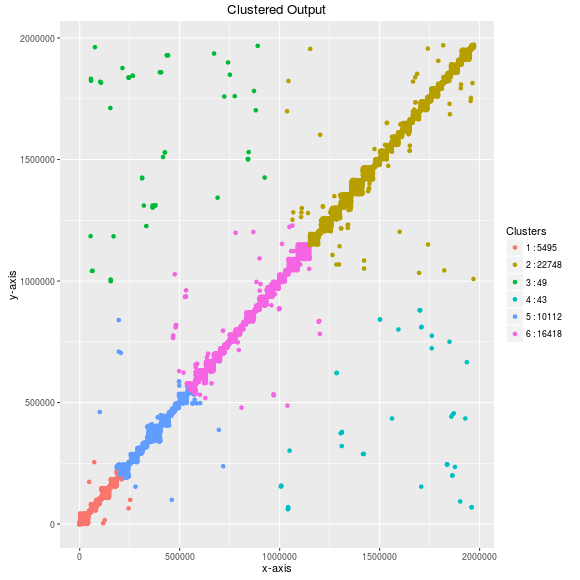 Clustered Output
y-axis
2000000
1500000
1000000
500000
0
0 500000 1000000 1500000 2000000
x-axis
Clusters
1 : 5495
2 : 22748
3 : 49
4 : 43
5 : 10112
6 : 16418